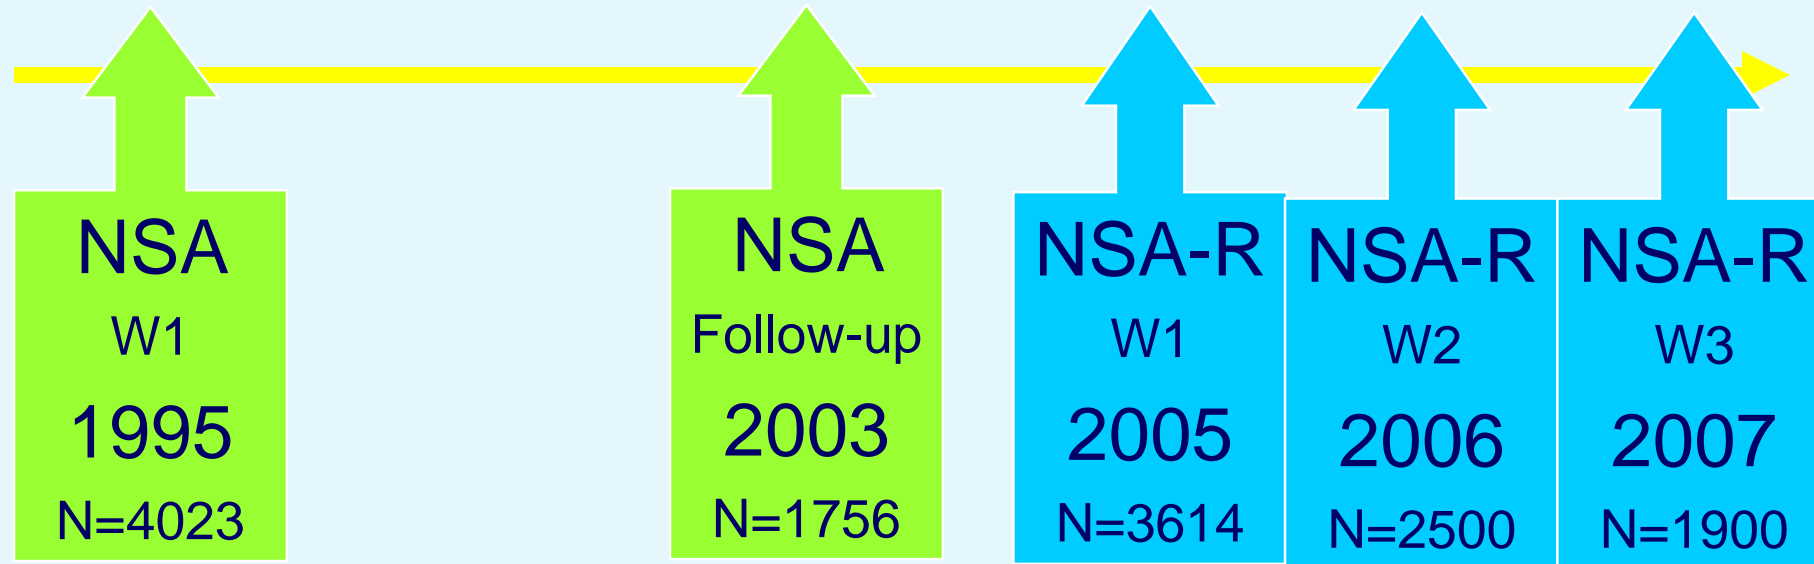 NSA
W1
1995
N=4023
NSA
Follow-up
2003
N=1756
NSA-R
W1
2005
N=3614
NSA-R
W2
2006
N=2500
NSA-R
W3
2007
N=1900